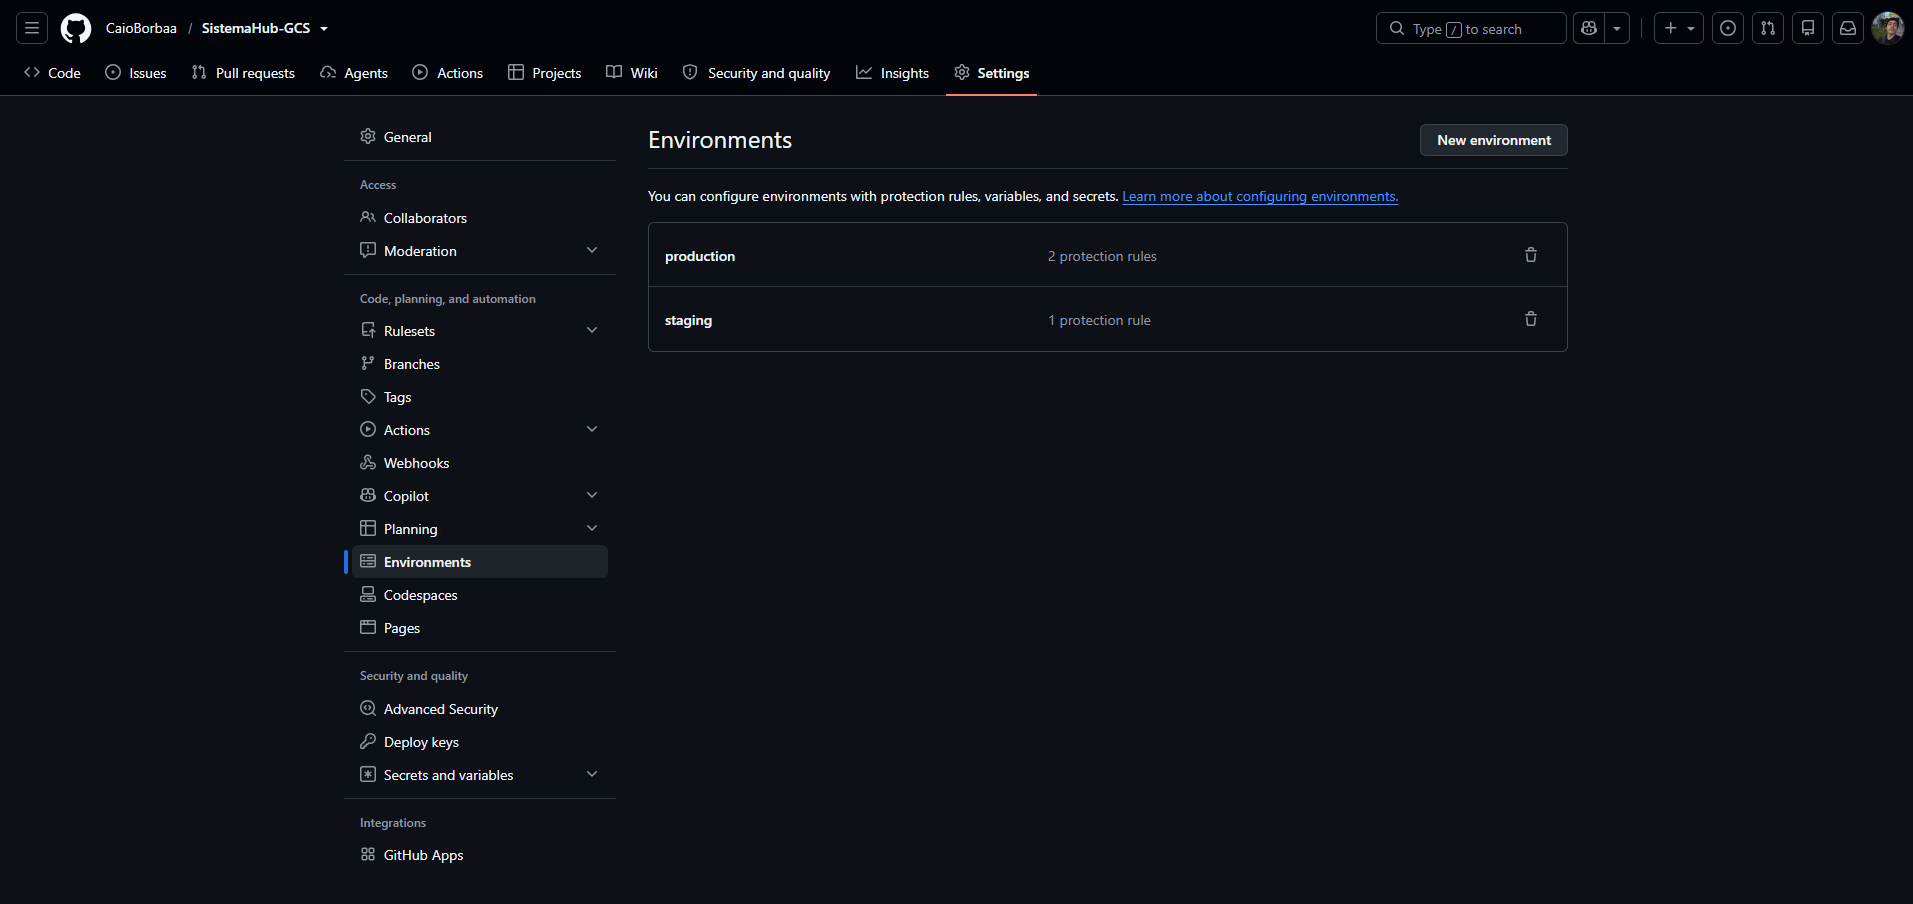 CaioBorbaa / SistemaHub-GCS
Type / to search
Code Issues Pull requests Agents Actions Projects Wiki Security and quality Insights Settings
General
Access
Collaborators
Moderation
Code, planning, and automation
Rulesets
Branches
Tags
Actions
Webhooks
Copilot
Planning
Environments
Codespaces
Pages
Security and quality
Advanced Security
Deploy keys
Secrets and variables
Integrations
GitHub Apps
Environments
New environment
You can configure environments with protection rules, variables, and secrets. Learn more about configuring environments.
production 2 protection rules
staging 1 protection rule